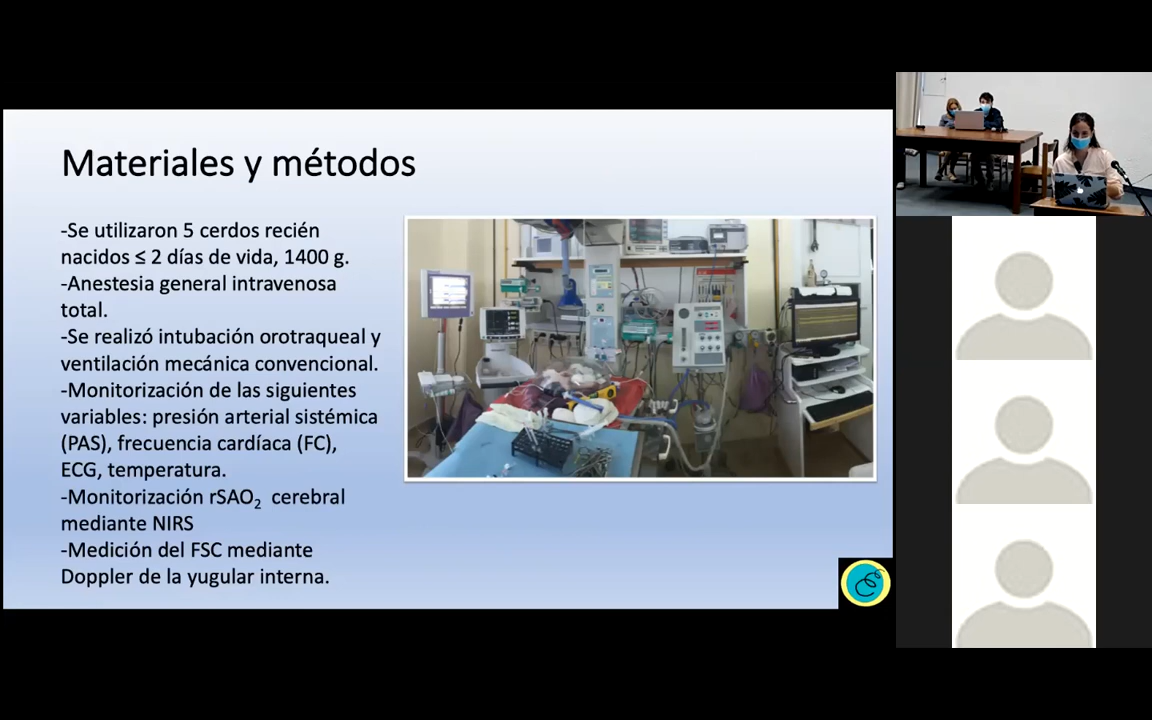 Materiales y métodos
-Se utilizaron 5 cerdos recién
nacidos ≤ 2 días de vida, 1400 g.
-Anestesia general intravenosa
total.
-Se realizó intubación orotraqueal y
ventilación mecánica convencional.
-Monitorización de las siguientes
variables: presión arterial sistémica
(PAS), frecuencia cardíaca (FC),
ECG, temperatura.
-Monitorización rSAO₂ cerebral
mediante NIRS
-Medición del FSC mediante
Doppler de la yugular interna.